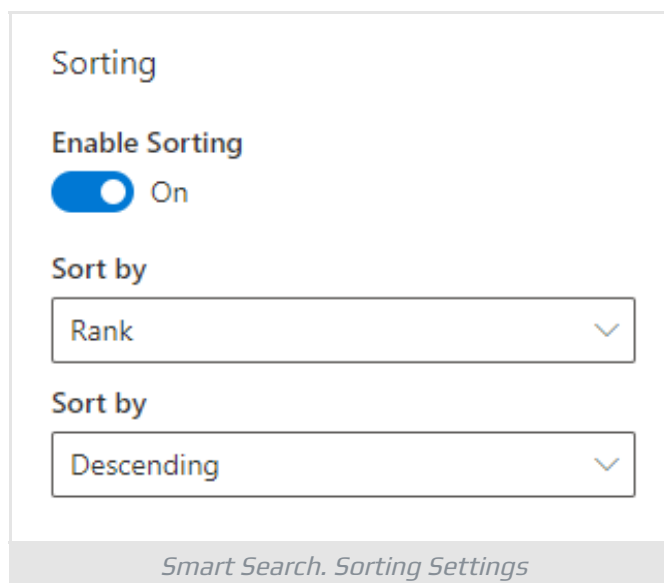 Sorting
Enable Sorting
On
Sort by
Rank
Sort by
Descending
Smart Search. Sorting Settings